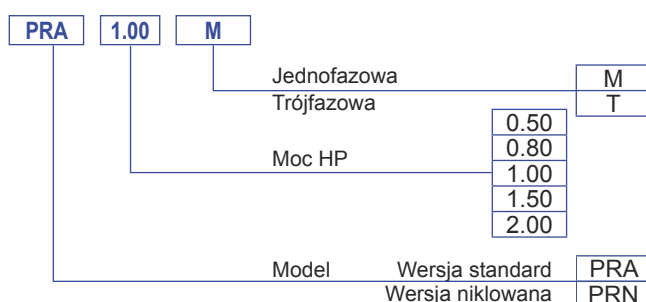 PRA 1.00 M
Jednofazowa M
Trójfazowa T
0.50
0.80
Moc HP 1.00
1.50
2.00
Model Wersja standard PRA
Wersja niklowana PRN